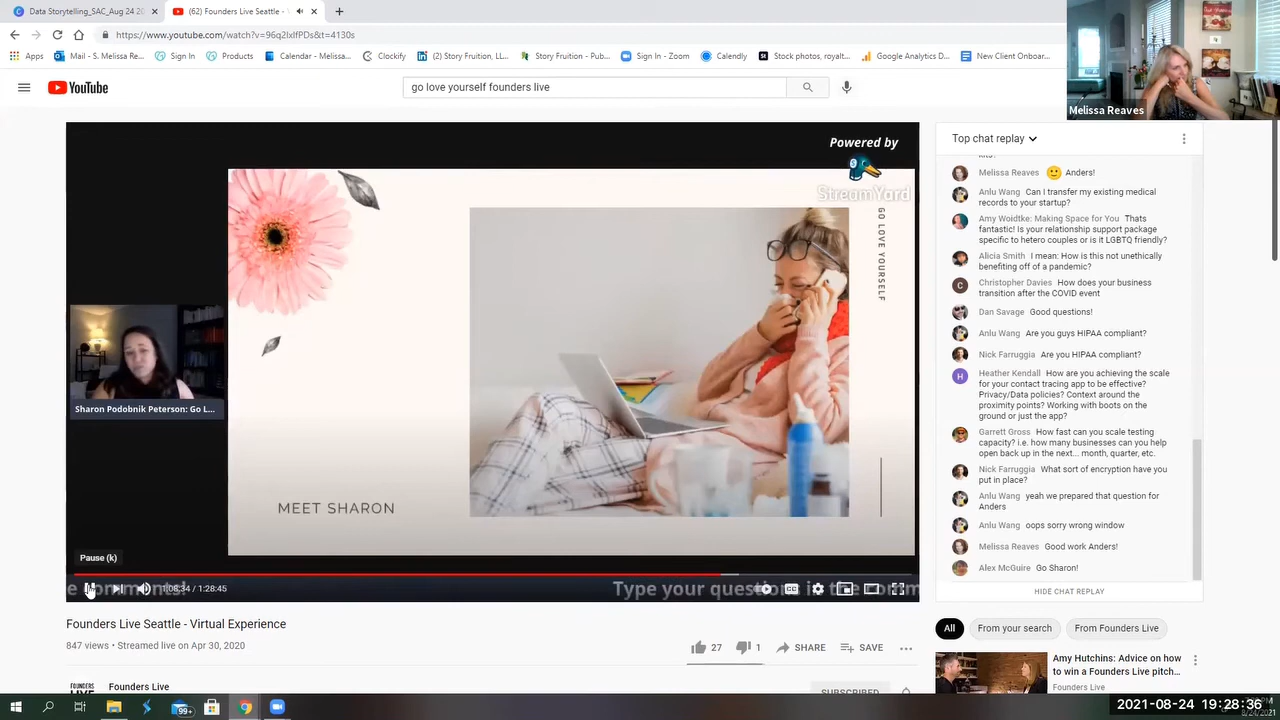 Data Storytelling_SAC_Aug 24 20
(62) Founders Live Seattle -
https://www.youtube.com/watch?v=96q2IxlfPDs&t=4130s
Apps
Mail - S. Melissa Re...
Sign In
Products
Calendar - Melissa...
Clockify
(2) Story Fruition, LL...
Story Fruition - Pub...
Sign In - Zoom
Calendly
Stock photos, royalt...
Google Analytics D...
New Client Onboar...
Melissa Reaves
YouTube
go love yourself founders live
Powered by
StreamYard
GO LOVE YOURSELF
Sharon Podobnik Peterson: Go L...
MEET SHARON
Pause (k)
e comments!
Type your questions in the comm
1:08:34 / 1:28:45
Top chat replay
Melissa Reaves 🙂 Anders!
Anlu Wang Can I transfer my existing medical
records to your startup?
Amy Woidtke: Making Space for You Thats
fantastic! Is your relationship support package
specific to hetero couples or is it LGBTQ friendly?
Alicia Smith I mean: How is this not unethically
benefiting off of a pandemic?
Christopher Davies How does your business
transition after the COVID event
Dan Savage Good questions!
Anlu Wang Are you guys HIPAA compliant?
Nick Farruggia Are you HIPAA compliant?
Heather Kendall How are you achieving the scale
for your contact tracing app to be effective?
Privacy/Data policies? Context around the
proximity points? Working with boots on the
ground or just the app?
Garrett Gross How fast can you scale testing
capacity? i.e. how many businesses can you help
open back up in the next... month, quarter, etc.
Nick Farruggia What sort of encryption have you
put in place?
Anlu Wang yeah we prepared that question for
Anders
Anlu Wang oops sorry wrong window
Melissa Reaves Good work Anders!
Alex McGuire Go Sharon!
HIDE CHAT REPLAY
Founders Live Seattle - Virtual Experience
847 views • Streamed live on Apr 30, 2020
27
1
SHARE
SAVE
FOUNDERS
LIVE
Founders Live
SUBSCRIBED
All
From your search
From Founders Live
Amy Hutchins: Advice on how
to win a Founders Live pitch...
Founders Live
99+
2021-08-24 19:28:36
8/24/2021